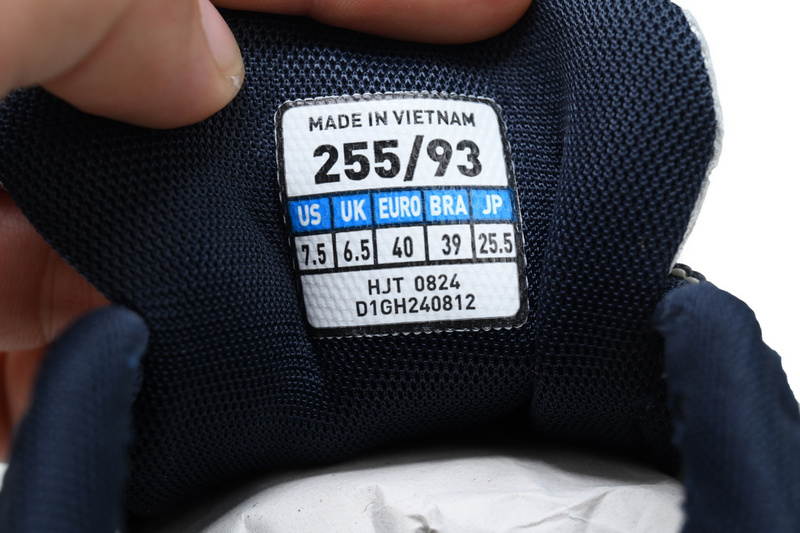 MADE IN VIETNAM
255/93
US UK EURO BRA JP
7.5 6.5 40 39 25.5
HJT 0824
D1GH240812